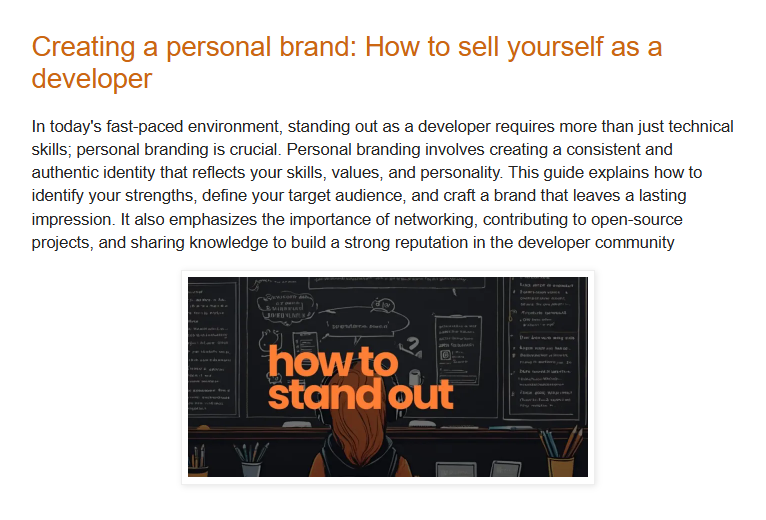 Creating a personal brand: How to sell yourself as a
developer
In today's fast-paced environment, standing out as a developer requires more than just technical
skills; personal branding is crucial. Personal branding involves creating a consistent and
authentic identity that reflects your skills, values, and personality. This guide explains how to
identify your strengths, define your target audience, and craft a brand that leaves a lasting
impression. It also emphasizes the importance of networking, contributing to open-source
projects, and sharing knowledge to build a strong reputation in the developer community
how to
stand out